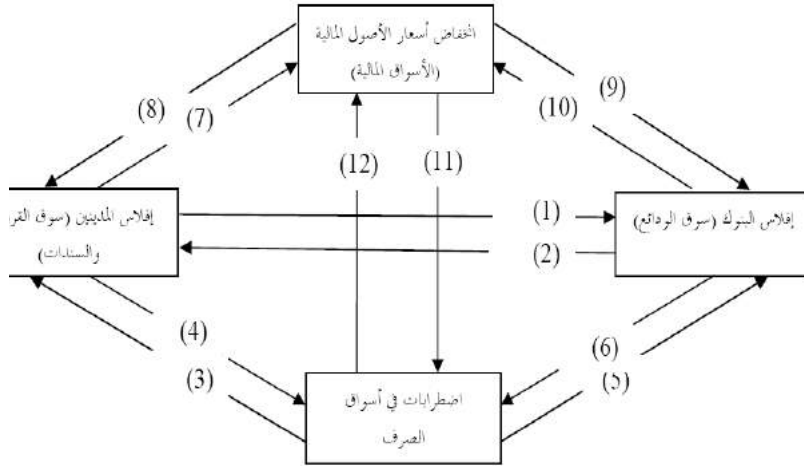 انخفاض أسعار الأصول المالية
(الأسواق المالية)
(8)
(7)
(9)
(10)
(12)
(11)
إفلاس المدينين (سوق القر
والسندات)
(1)
(2)
إفلاس البنوك (سوق الودائع)
(4)
(3)
(6)
(5)
اضطرابات في أسواق
الصرف